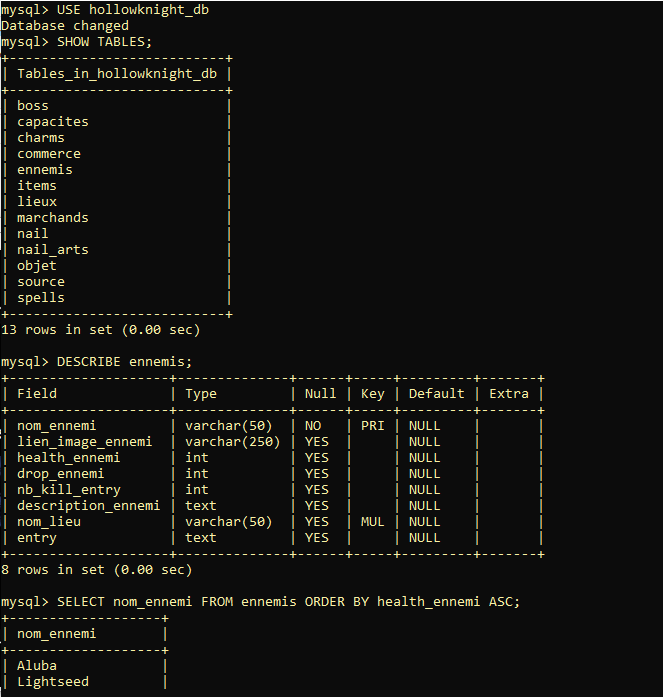 mysql> USE hollowknight_db
Database changed
mysql> SHOW TABLES;
+---------------------------+
| Tables_in_hollowknight_db |
+---------------------------+
| boss                      |
| capacites                 |
| charms                    |
| commerce                  |
| ennemis                   |
| items                     |
| lieux                     |
| marchands                 |
| nail                      |
| nail_arts                 |
| objet                     |
| source                    |
| spells                    |
+---------------------------+
13 rows in set (0.00 sec)
mysql> DESCRIBE ennemis;
+--------------------+--------------+------+-----+---------+-------+
| Field              | Type         | Null | Key | Default | Extra |
+--------------------+--------------+------+-----+---------+-------+
| nom_ennemi         | varchar(50)  | NO   | PRI | NULL    |       |
| lien_image_ennemi  | varchar(250) | YES  |     | NULL    |       |
| health_ennemi      | int          | YES  |     | NULL    |       |
| drop_ennemi        | int          | YES  |     | NULL    |       |
| nb_kill_entry      | int          | YES  |     | NULL    |       |
| description_ennemi | text         | YES  |     | NULL    |       |
| nom_lieu           | varchar(50)  | YES  | MUL | NULL    |       |
| entry              | text         | YES  |     | NULL    |       |
+--------------------+--------------+------+-----+---------+-------+
8 rows in set (0.00 sec)
mysql> SELECT nom_ennemi FROM ennemis ORDER BY health_ennemi ASC;
+-------------------+
| nom_ennemi        |
+-------------------+
| Aluba             |
| Lightseed         |